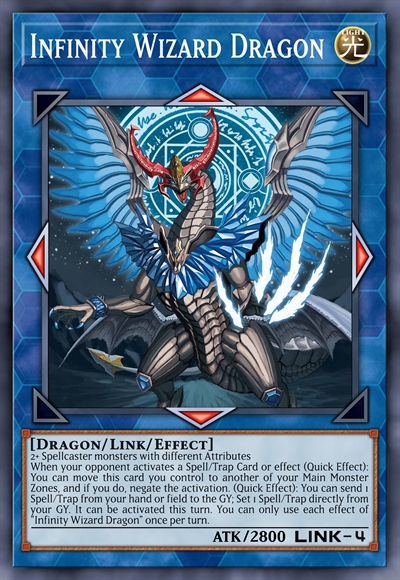 INFINITY WIZARD DRAGON
LIGHT
光
[DRAGON/LINK/EFFECT]
2+ Spellcaster monsters with different Attributes
When your opponent activates a Spell/Trap Card or effect (Quick Effect):
You can move this card you control to another of your Main Monster
Zones, and if you do, negate the activation. (Quick Effect): You can send 1
Spell/Trap from your hand or field to the GY; Set 1 Spell/Trap directly from
your GY. It can be activated this turn. You can only use each effect of
"Infinity Wizard Dragon" once per turn.
ATK/2800 LINK-4